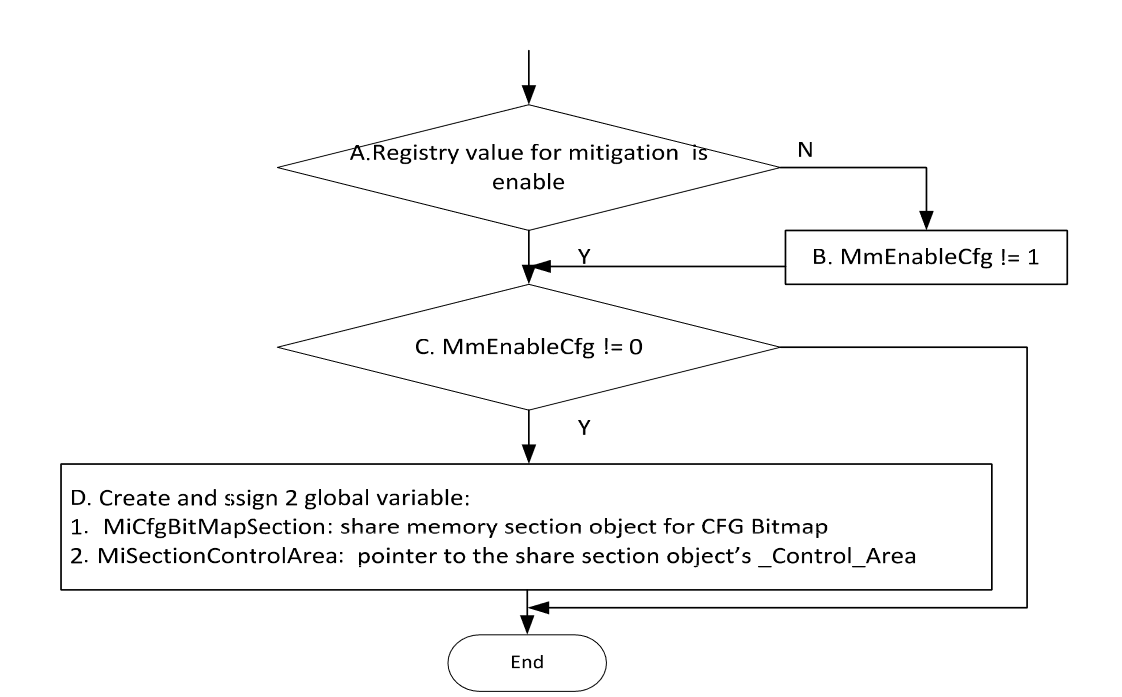 A.Registry value for mitigation is
enable
N
B. MmEnableCfg != 1
Y
C. MmEnableCfg != 0
Y
D. Create and ssign 2 global variable:
1. MiCfgBitMapSection: share memory section object for CFG Bitmap
2. MiSectionControlArea: pointer to the share section object’s _Control_Area
End